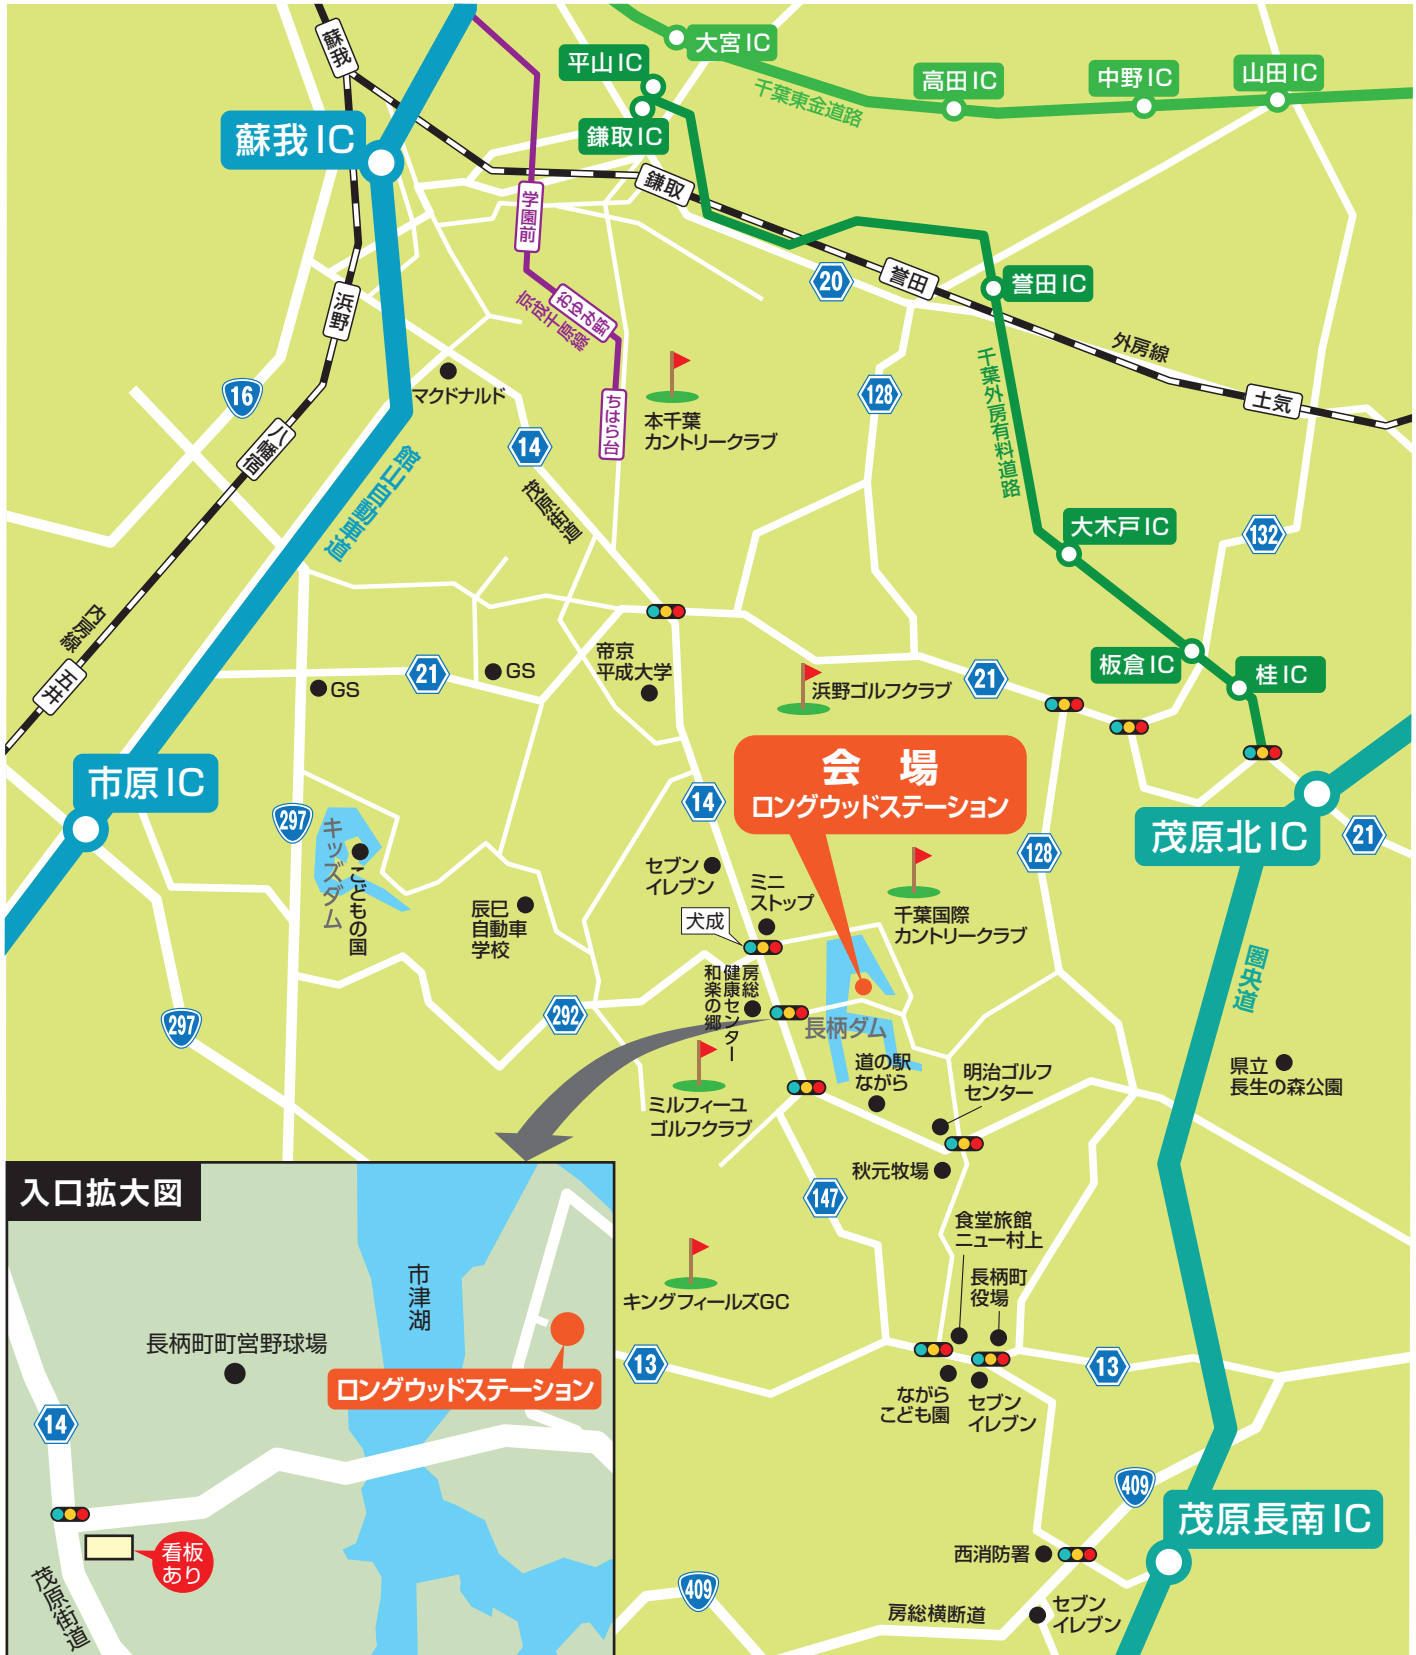 蘇我
大宮IC
平山IC
高田IC
中野IC
山田IC
千葉東金道路
蘇我IC
鎌取IC
鎌取
学園前
20
誉田
誉田IC
浜野
おゆみ野
京成千原線
外房線
千葉外房有料道路
16
マクドナルド
128
ちはら台
本千葉
カントリークラブ
土気
八幡宿
14
館山自動車道
茂原街道
大木戸IC
132
内房線
五井
帝京
平成大学
21
GS
GS
浜野ゴルフクラブ
21
板倉IC
桂IC
市原IC
会 場
ロングウッドステーション
14
297
キッズダム
こどもの国
128
茂原北IC
21
セブン
イレブン
ミニ
ストップ
犬成
辰巳
自動車
学校
千葉国際
カントリークラブ
圏央道
房総
健康センター
和楽の郷
292
297
長柄ダム
道の駅
ながら
明治ゴルフ
センター
県立
長生の森公園
ミルフィーユ
ゴルフクラブ
秋元牧場
147
入口拡大図
食堂旅館
ニュー村上
長柄町
役場
市津湖
キングフィールズGC
長柄町町営野球場
ロングウッドステーション
13
13
ながら
こども園
セブン
イレブン
14
409
茂原長南IC
看板
あり
西消防署
茂原街道
409
房総横断道
セブン
イレブン